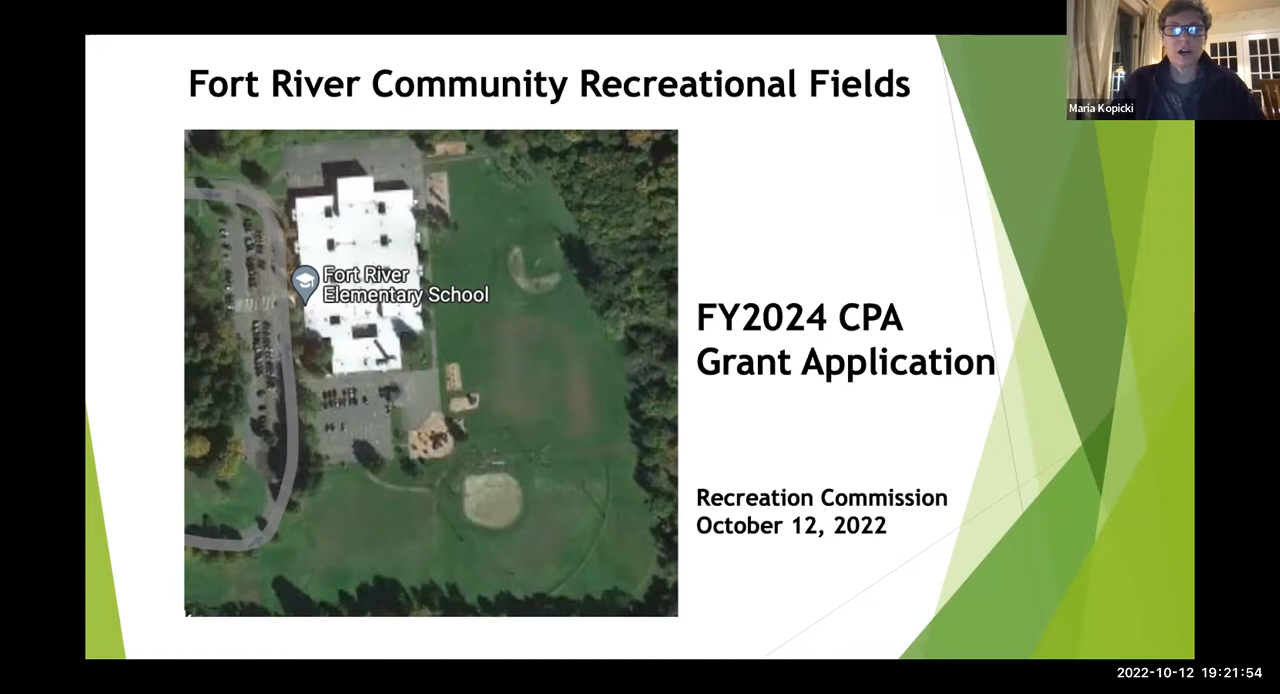 Fort River Community Recreational Fields
Maria Kopicki
Fort River
Elementary School
FY2024 CPA
Grant Application
Recreation Commission
October 12, 2022
2022-10-12 19:21:54